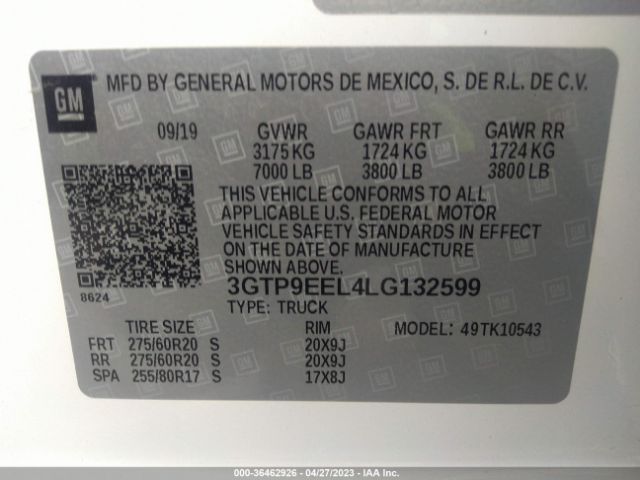 GM
MFD BY GENERAL MOTORS DE MEXICO, S. DE R.L. DE C.V.
09/19 GVWR GAWR FRT GAWR RR
3175 KG 1724 KG 1724 KG
7000 LB 3800 LB 3800 LB
THIS VEHICLE CONFORMS TO ALL
APPLICABLE U.S. FEDERAL MOTOR
VEHICLE SAFETY STANDARDS IN EFFECT
ON THE DATE OF MANUFACTURE
SHOWN ABOVE.
8624
3GTP9EEL4LG132599
TYPE: TRUCK
TIRE SIZE RIM MODEL: 49TK10543
FRT 275/60R20 S 20X9J
RR 275/60R20 S 20X9J
SPA 255/80R17 S 17X8J
000-36462926 - 04/27/2023 - IAA Inc.